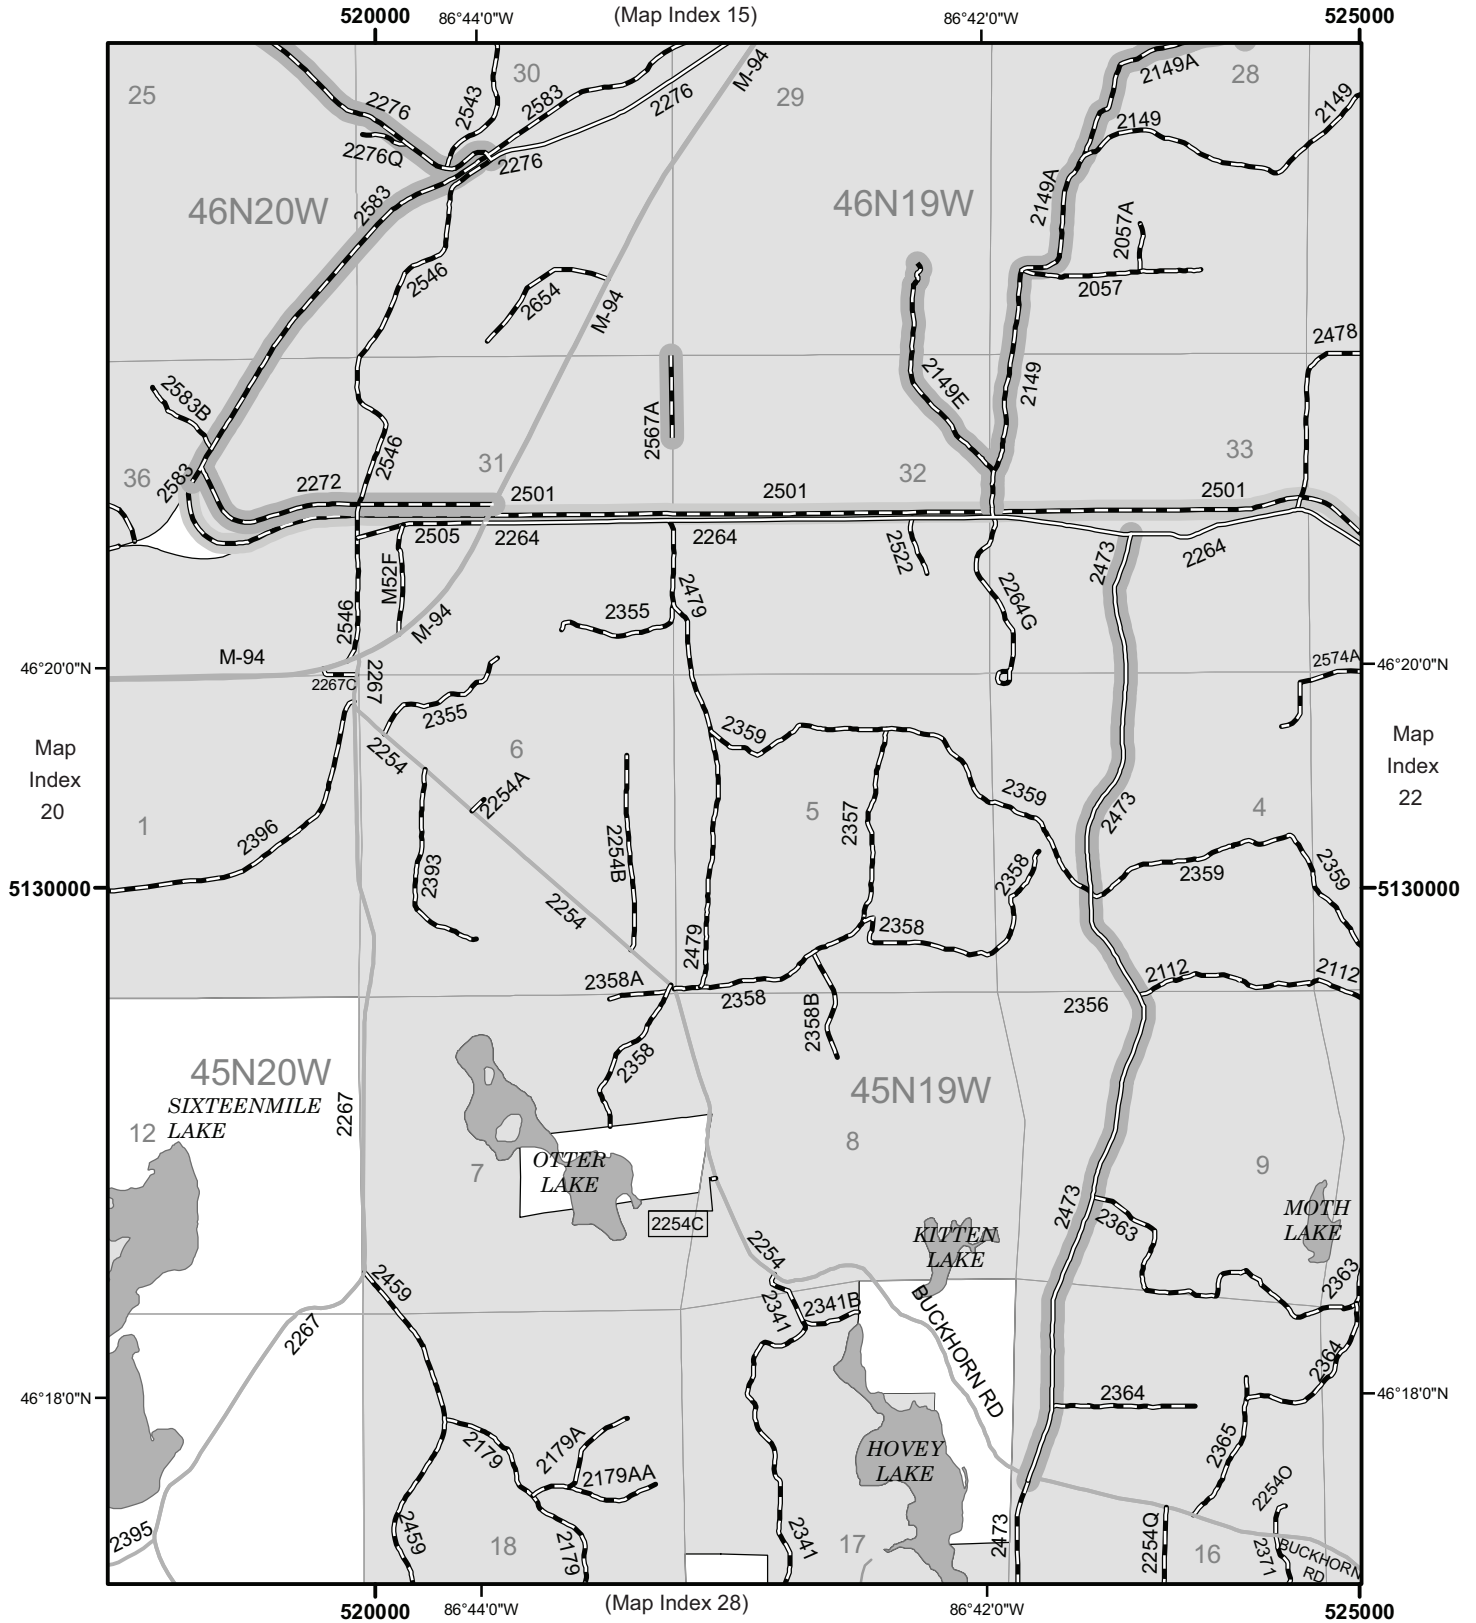 520000
86°44'0"W
(Map Index 15)
86°42'0"W
525000
25
30
29
28
2276
2543
2583
2276
M-94
2149A
2149
2149
2276Q
2276
2583
46N20W
46N19W
2149A
2057A
2546
2654
M-94
2057
2478
2583B
2149E
2149
2567A
36
2583
2272
2546
31
2501
2501
32
33
2501
2505
2264
2264
2522
2473
2264
M52F
2546
M-94
2355
2479
2264G
46°20'0"N
M-94
2267C
2267
2574A
46°20'0"N
2355
2254
2359
6
Map
Index
20
Map
Index
22
1
2396
2254A
2393
2254B
5
2357
2359
2473
4
2358
2359
2359
5130000
5130000
2254
2479
2358
2358A
2358
2358B
2356
2112
2112
2358
45N20W
45N19W
SIXTEENMILE
LAKE
12
2267
7
OTTER
LAKE
2254C
8
9
2473
2363
MOTH
LAKE
KITTEN
LAKE
2254
2459
2267
2341
2341B
BUCKHORN RD
2363
2364
46°18'0"N
46°18'0"N
2364
2179
2179A
2179AA
HOVEY
LAKE
2365
2254O
2395
2459
18
2179
2341
17
2473
2254Q
16
2371
BUCKHORN
RD
520000
86°44'0"W
(Map Index 28)
86°42'0"W
525000